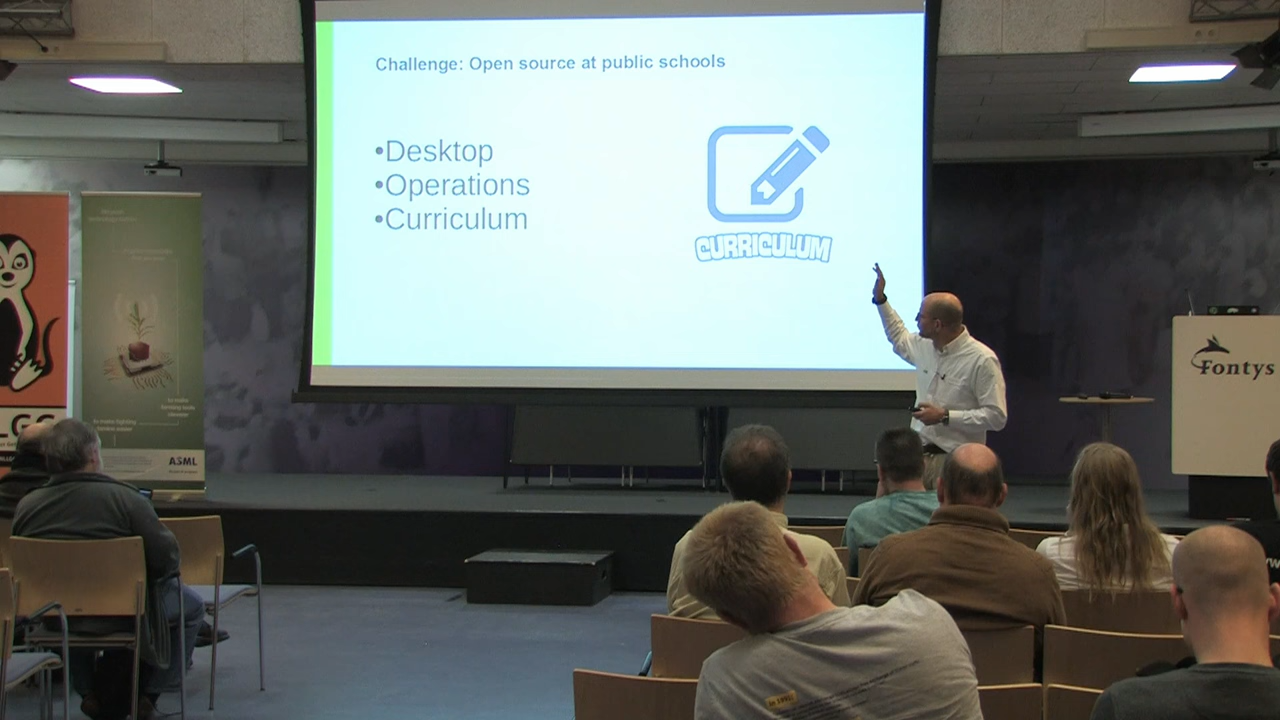 Challenge: Open source at public schools
•Desktop
•Operations
•Curriculum
CURRICULUM
Fontys
ASML